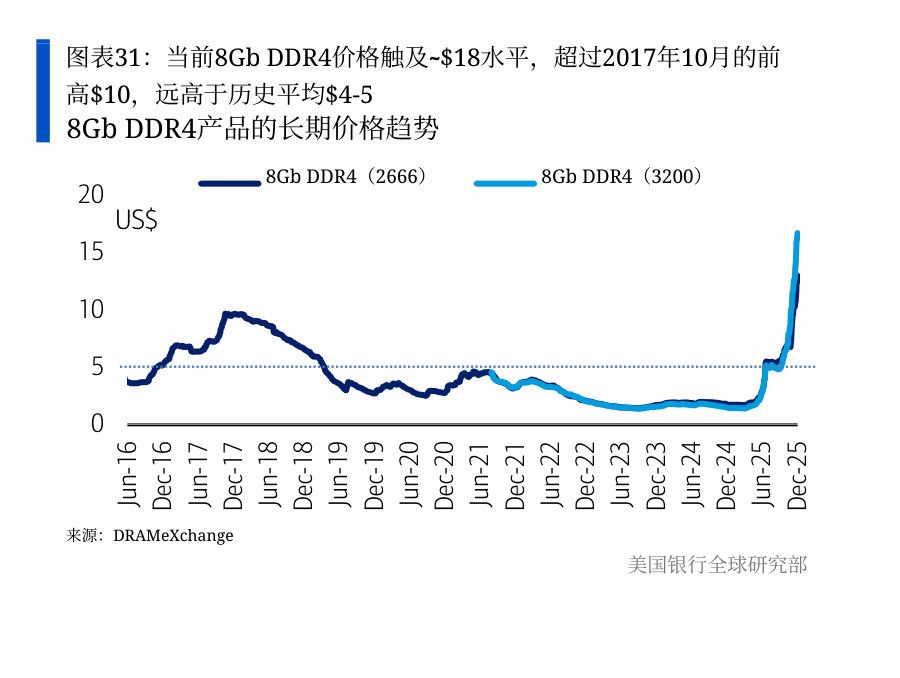 图表31：当前8Gb DDR4价格触及~$18水平，超过2017年10月的前
高$10，远高于历史平均$4-5
8Gb DDR4产品的长期价格趋势
8Gb DDR4（2666） 8Gb DDR4（3200）
20
US$
15
10
5
0
Jun-16 Dec-16 Jun-17 Dec-17 Jun-18 Dec-18 Jun-19 Dec-19 Jun-20 Dec-20 Jun-21 Dec-21 Jun-22 Dec-22 Jun-23 Dec-23 Jun-24 Dec-24 Jun-25 Dec-25
来源：DRAMeXchange
美国银行全球研究部